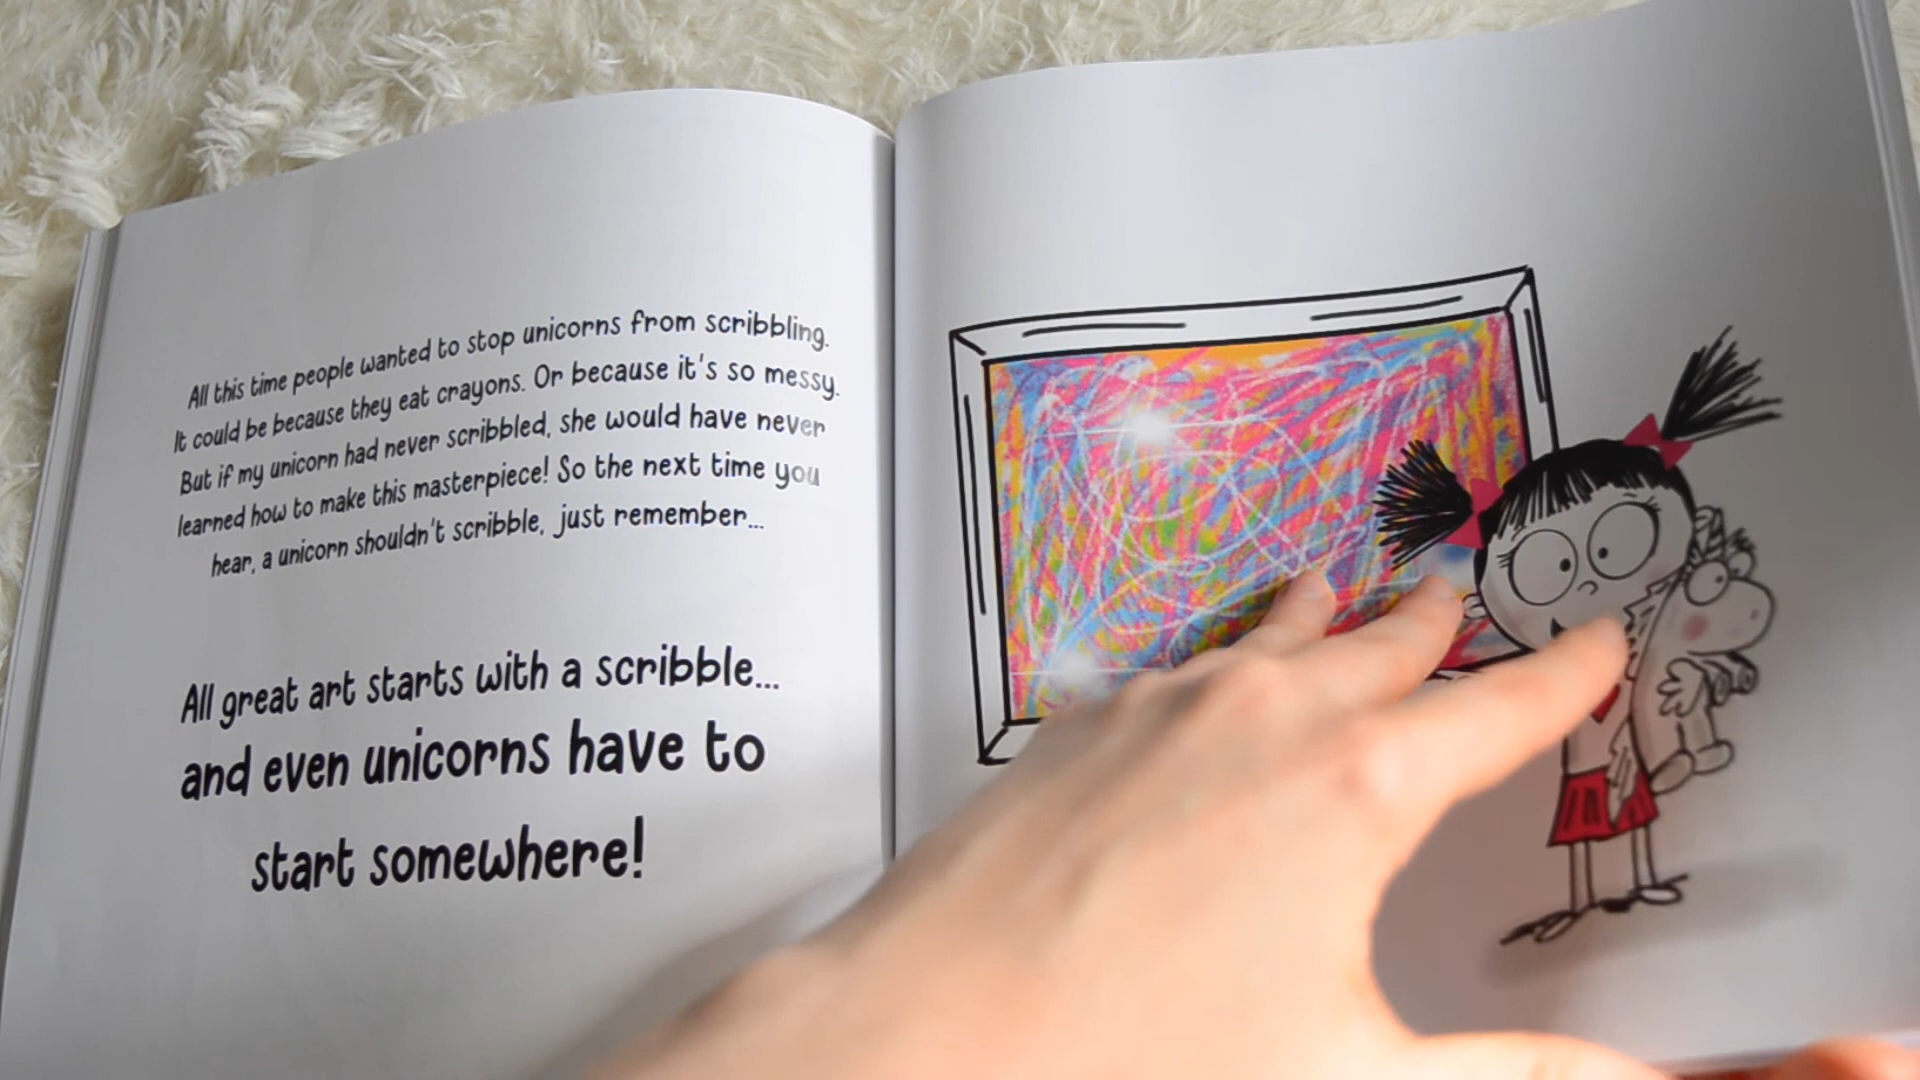 All this time people wanted to stop unicorns from scribbling.
It could be because they eat crayons. Or because it's so messy.
But if my unicorn had never scribbled, she would have never
learned how to make this masterpiece! So the next time you
hear, a unicorn shouldn't scribble, just remember...
All great art starts with a scribble...
and even unicorns have to
start somewhere!